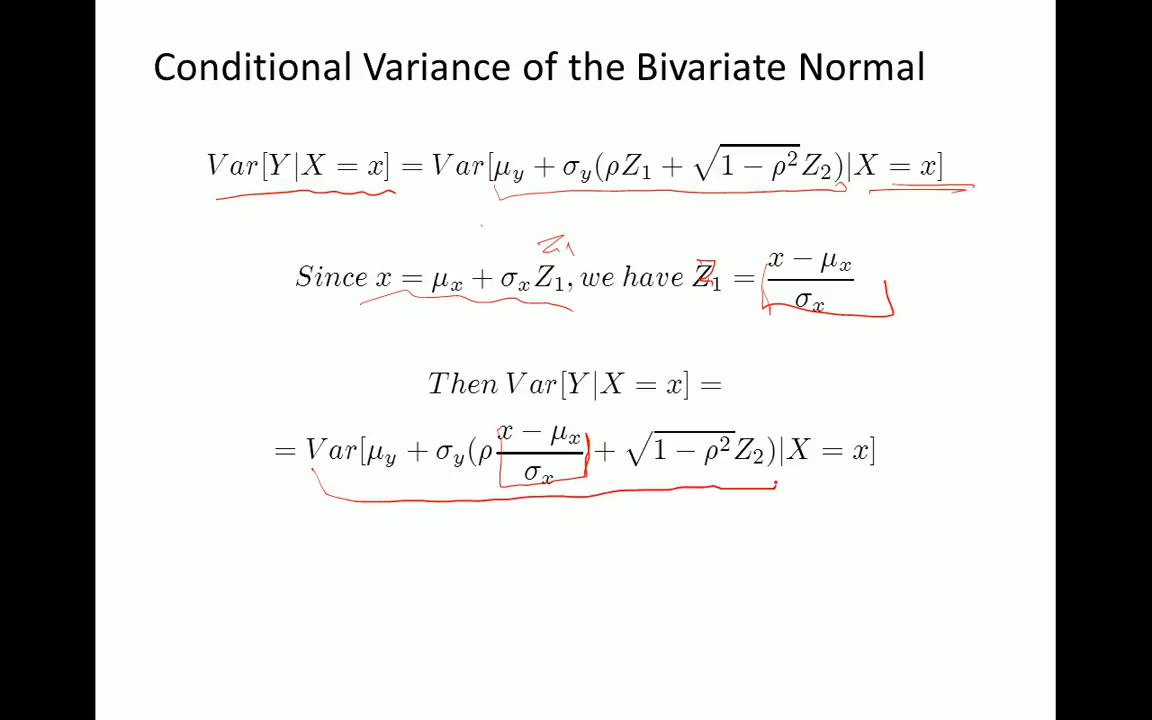 Conditional Variance of the Bivariate Normal
Var[Y|X = x] = Var[μ_y + σ_y(ρZ_1 + √(1 − ρ^2)Z_2)|X = x]
Z_1
Since x = μ_x + σ_xZ_1, we have Z_1 = (x − μ_x)/σ_x
Then Var[Y|X = x] =
= Var[μ_y + σ_y(ρ(x − μ_x)/σ_x + √(1 − ρ^2)Z_2)|X = x]